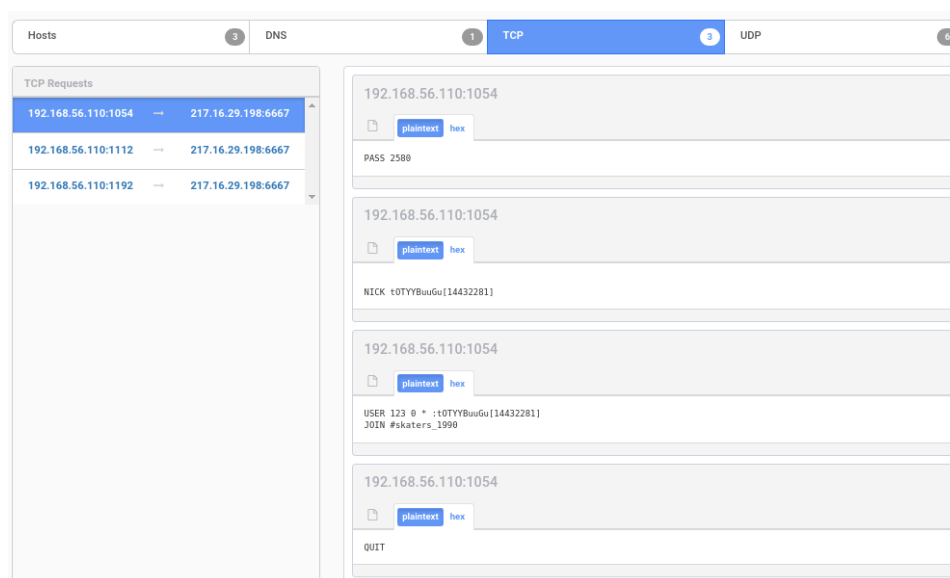 Hosts 3 DNS 1 TCP 3 UDP 6
TCP Requests
192.168.56.110:1054 → 217.16.29.198:6667
192.168.56.110:1112 → 217.16.29.198:6667
192.168.56.110:1192 → 217.16.29.198:6667
192.168.56.110:1054
plaintext hex
PASS 2580
192.168.56.110:1054
plaintext hex
NICK tOTYYBuuGu[14432281]
192.168.56.110:1054
plaintext hex
USER 123 0 * :tOTYYBuuGu[14432281]
JOIN #skaters_1990
192.168.56.110:1054
plaintext hex
QUIT